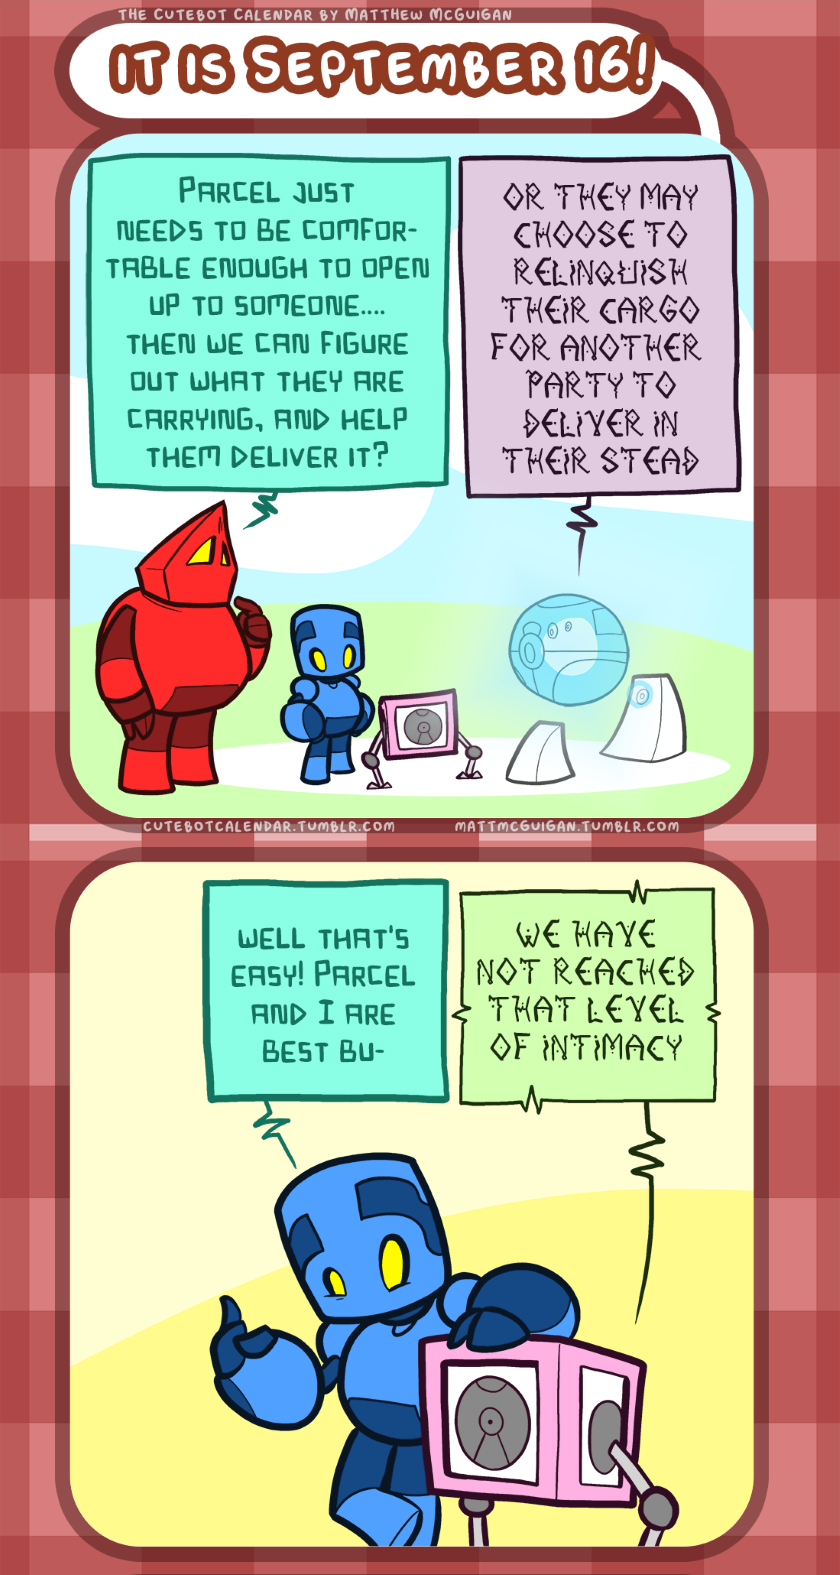 THE CUTEBOT CALENDAR BY MATTHEW MCGUIGAN
IT IS SEPTEMBER 16!
PARCEL JUST
NEEDS TO BE COMFOR-
TABLE ENOUGH TO OPEN
UP TO SOMEONE....
THEN WE CAN FIGURE
OUT WHAT THEY ARE
CARRYING, AND HELP
THEM DELIVER IT?
OR THEY MAY
CHOOSE TO
RELINQUISH
THEIR CARGO
FOR ANOTHER
PARTY TO
DELIVER IN
THEIR STEAD
CUTEBOTCALENDAR.TUMBLR.COM
MATTMCGUIGAN.TUMBLR.COM
WELL THAT'S
EASY! PARCEL
AND I ARE
BEST BU-
WE HAVE
NOT REACHED
THAT LEVEL
OF INTIMACY